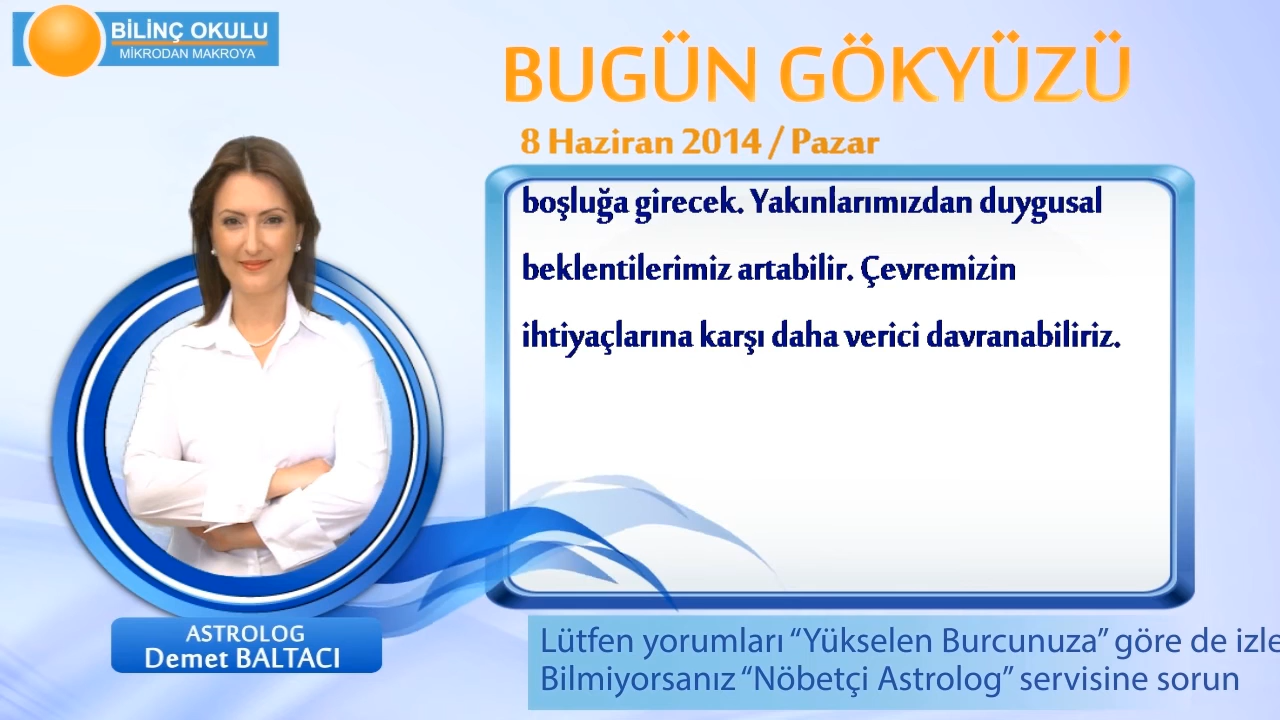 BİLİNÇ OKULU
MİKRODAN MAKROYA
BUGÜN GÖKYÜZÜ
8 Haziran 2014 / Pazar
boşluğa girecek. Yakınlarımızdan duygusal
beklentilerimiz artabilir. Çevremizin
ihtiyaçlarına karşı daha verici davranabiliriz.
ASTROLOG
Demet BALTACI
Lütfen yorumları “Yükselen Burcunuza” göre de izle
Bilmiyorsanız “Nöbetçi Astrolog” servisine sorun